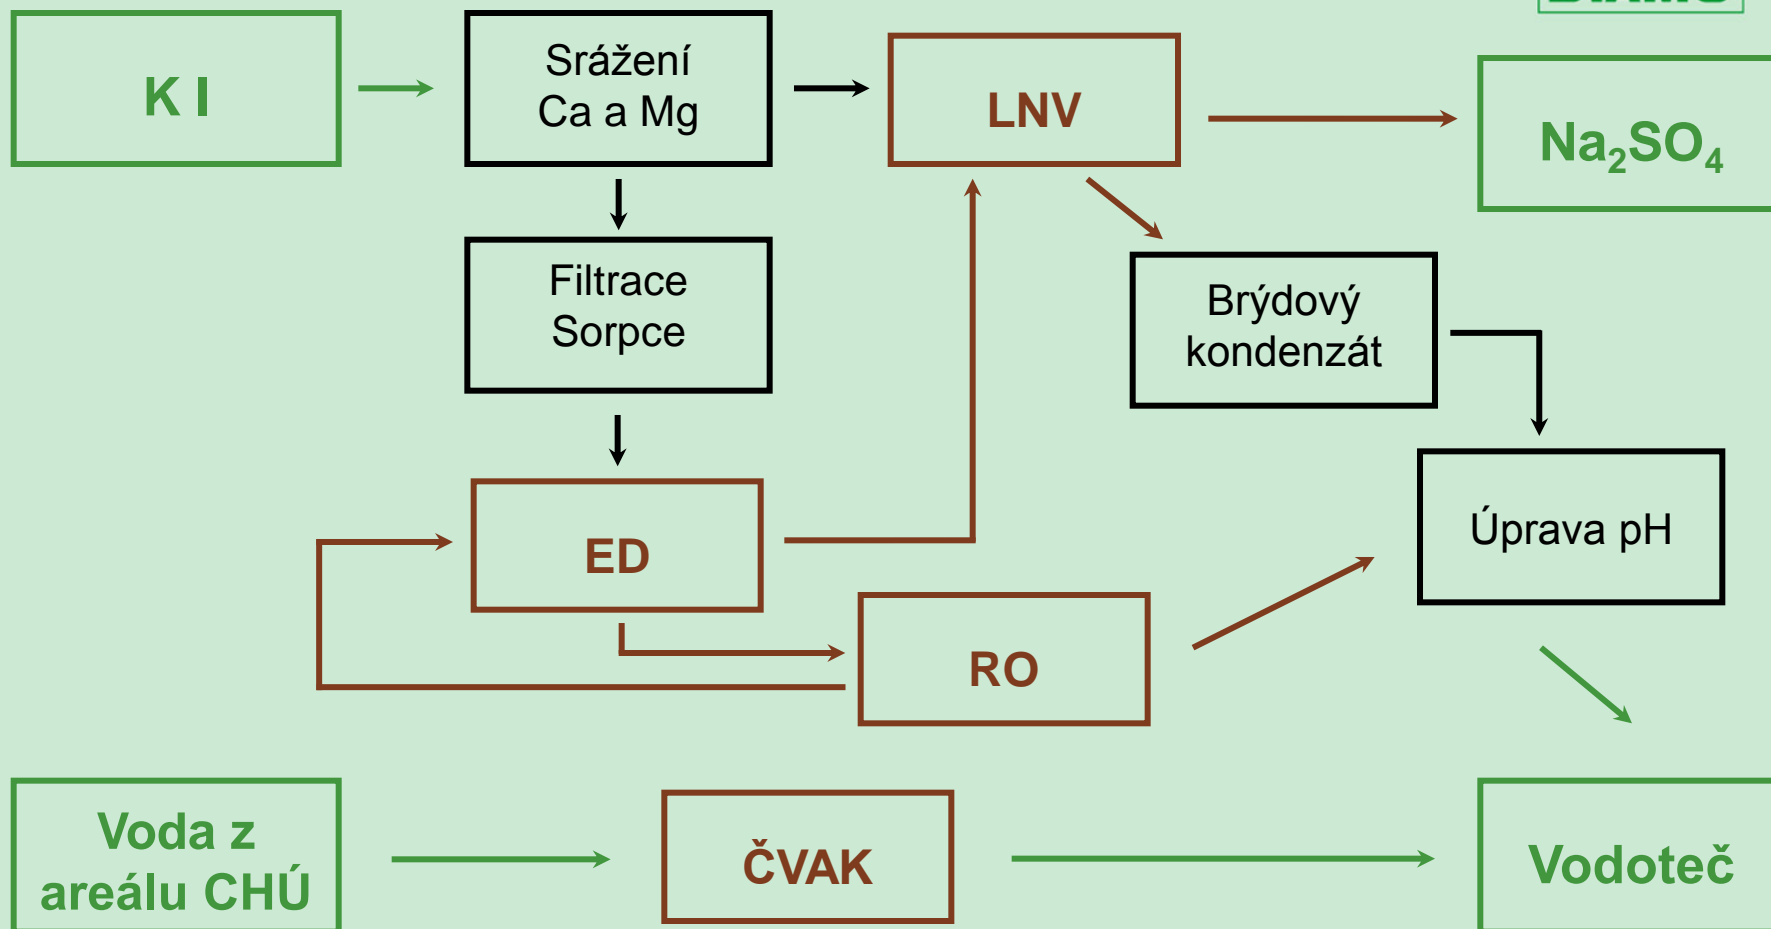 K I
Srážení
Ca a Mg
LNV
Na₂SO₄
Filtrace
Sorpce
Brýdový
kondenzát
ED
Úprava pH
RO
Voda z
areálu CHÚ
ČVAK
Vodoteč